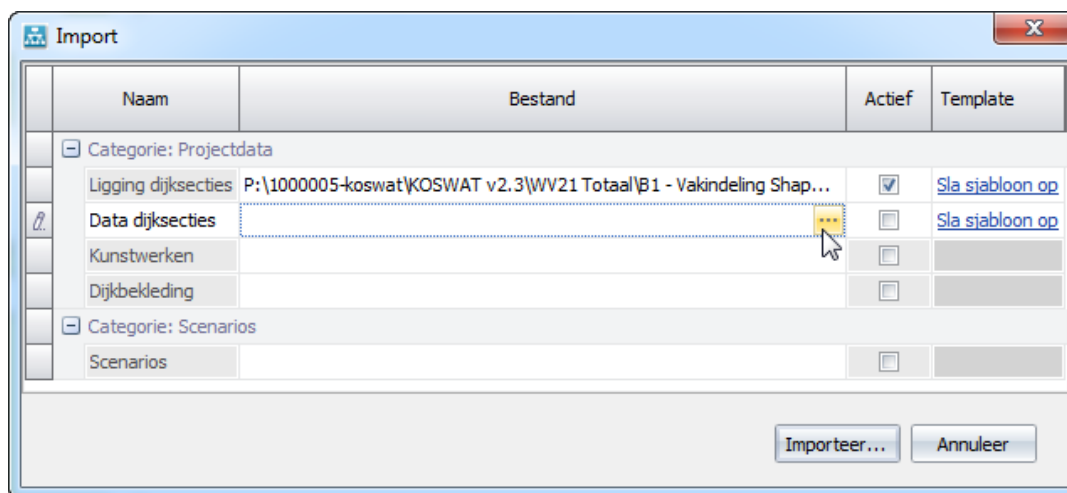 Import
Naam Bestand Actief Template
Categorie: Projectdata
Ligging dijksecties P:\1000005-koswat\KOSWAT v2.3\WV21 Totaal\B1 - Vakindeling Shap... Sla sjabloon op
Data dijksecties ... Sla sjabloon op
Kunstwerken
Dijkbekleding
Categorie: Scenarios
Scenarios
Importeer... Annuleer